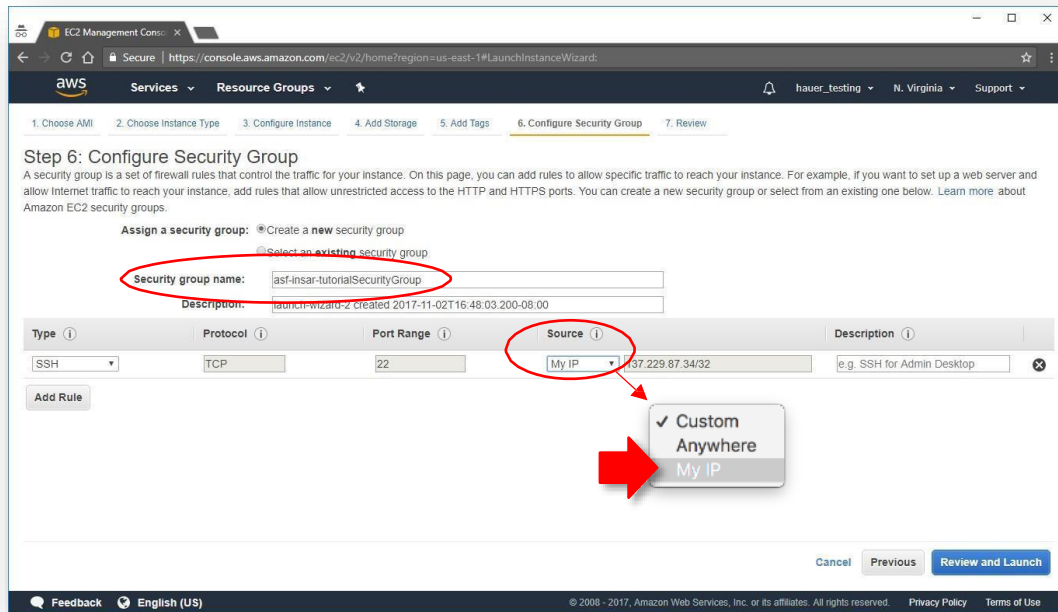 EC2 Management Conso
Secure | https://console.aws.amazon.com/ec2/v2/home?region=us-east-1#LaunchInstanceWizard:
aws Services Resource Groups hauer_testing N. Virginia Support
1. Choose AMI 2. Choose Instance Type 3. Configure Instance 4. Add Storage 5. Add Tags 6. Configure Security Group 7. Review
Step 6: Configure Security Group
A security group is a set of firewall rules that control the traffic for your instance. On this page, you can add rules to allow specific traffic to reach your instance. For example, if you want to set up a web server and
allow Internet traffic to reach your instance, add rules that allow unrestricted access to the HTTP and HTTPS ports. You can create a new security group or select from an existing one below. Learn more about
Amazon EC2 security groups.
Assign a security group: Create a new security group
Select an existing security group
Security group name: asf-insar-tutorialSecurityGroup
Description: launch-wizard-2 created 2017-11-02T16:48:03.200-08:00
Type Protocol Port Range Source Description
SSH TCP 22 My IP 137.229.87.34/32 e.g. SSH for Admin Desktop
Add Rule
✓ Custom
Anywhere
My IP
Cancel Previous Review and Launch
Feedback English (US) © 2008 - 2017, Amazon Web Services, Inc. or its affiliates. All rights reserved. Privacy Policy Terms of Use